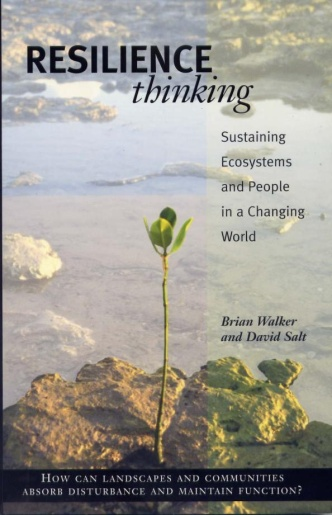 RESILIENCE
thinking
Sustaining
Ecosystems
and People
in a Changing
World
Brian Walker
and David Salt
HOW CAN LANDSCAPES AND COMMUNITIES
ABSORB DISTURBANCE AND MAINTAIN FUNCTION?